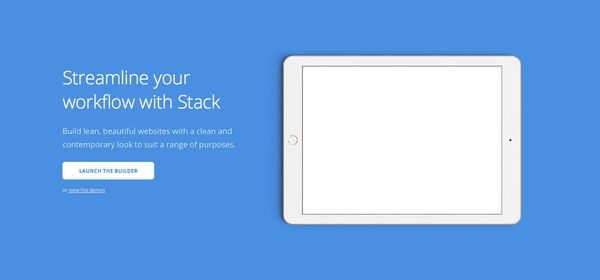 Streamline your
workflow with Stack
Build lean, beautiful websites with a clean and
contemporary look to suit a range of purposes.
LAUNCH THE BUILDER
or view the demos